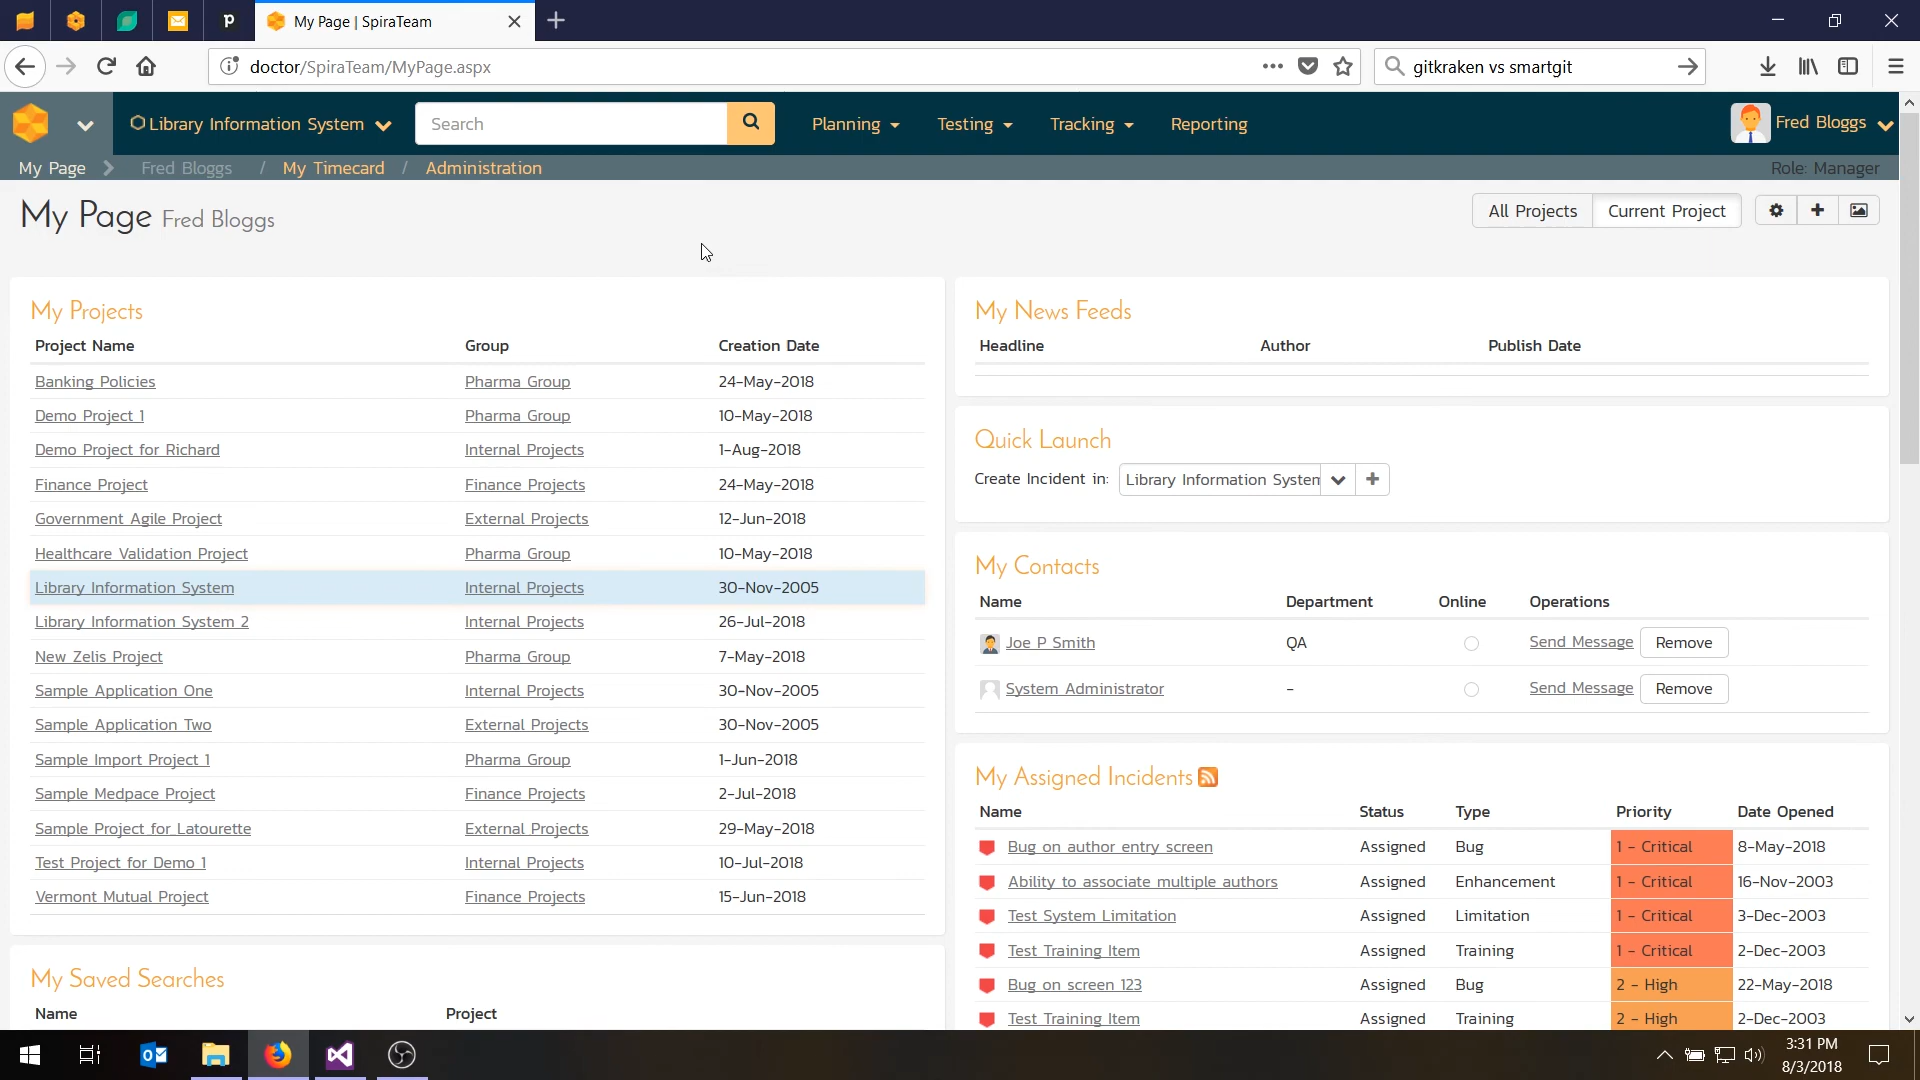 My Page | SpiraTeam
doctor/SpiraTeam/MyPage.aspx
gitkraken vs smartgit
Library Information System
Search
Planning
Testing
Tracking
Reporting
Fred Bloggs
My Page
Fred Bloggs / My Timecard / Administration
Role: Manager
My Page Fred Bloggs
All Projects
Current Project
My Projects
Project Name Group Creation Date
Banking Policies Pharma Group 24-May-2018
Demo Project 1 Pharma Group 10-May-2018
Demo Project for Richard Internal Projects 1-Aug-2018
Finance Project Finance Projects 24-May-2018
Government Agile Project External Projects 12-Jun-2018
Healthcare Validation Project Pharma Group 10-May-2018
Library Information System Internal Projects 30-Nov-2005
Library Information System 2 Internal Projects 26-Jul-2018
New Zelis Project Pharma Group 7-May-2018
Sample Application One Internal Projects 30-Nov-2005
Sample Application Two External Projects 30-Nov-2005
Sample Import Project 1 Pharma Group 1-Jun-2018
Sample Medpace Project Finance Projects 2-Jul-2018
Sample Project for Latourette External Projects 29-May-2018
Test Project for Demo 1 Internal Projects 10-Jul-2018
Vermont Mutual Project Finance Projects 15-Jun-2018
My Saved Searches
Name Project
My News Feeds
Headline Author Publish Date
Quick Launch
Create Incident in: Library Information System
My Contacts
Name Department Online Operations
Joe P Smith QA Send Message Remove
System Administrator - Send Message Remove
My Assigned Incidents
Name Status Type Priority Date Opened
Bug on author entry screen Assigned Bug 1 - Critical 8-May-2018
Ability to associate multiple authors Assigned Enhancement 1 - Critical 16-Nov-2003
Test System Limitation Assigned Limitation 1 - Critical 3-Dec-2003
Test Training Item Assigned Training 1 - Critical 2-Dec-2003
Bug on screen 123 Assigned Bug 2 - High 22-May-2018
Test Training Item Assigned Training 2 - High 2-Dec-2003
3:31 PM
8/3/2018